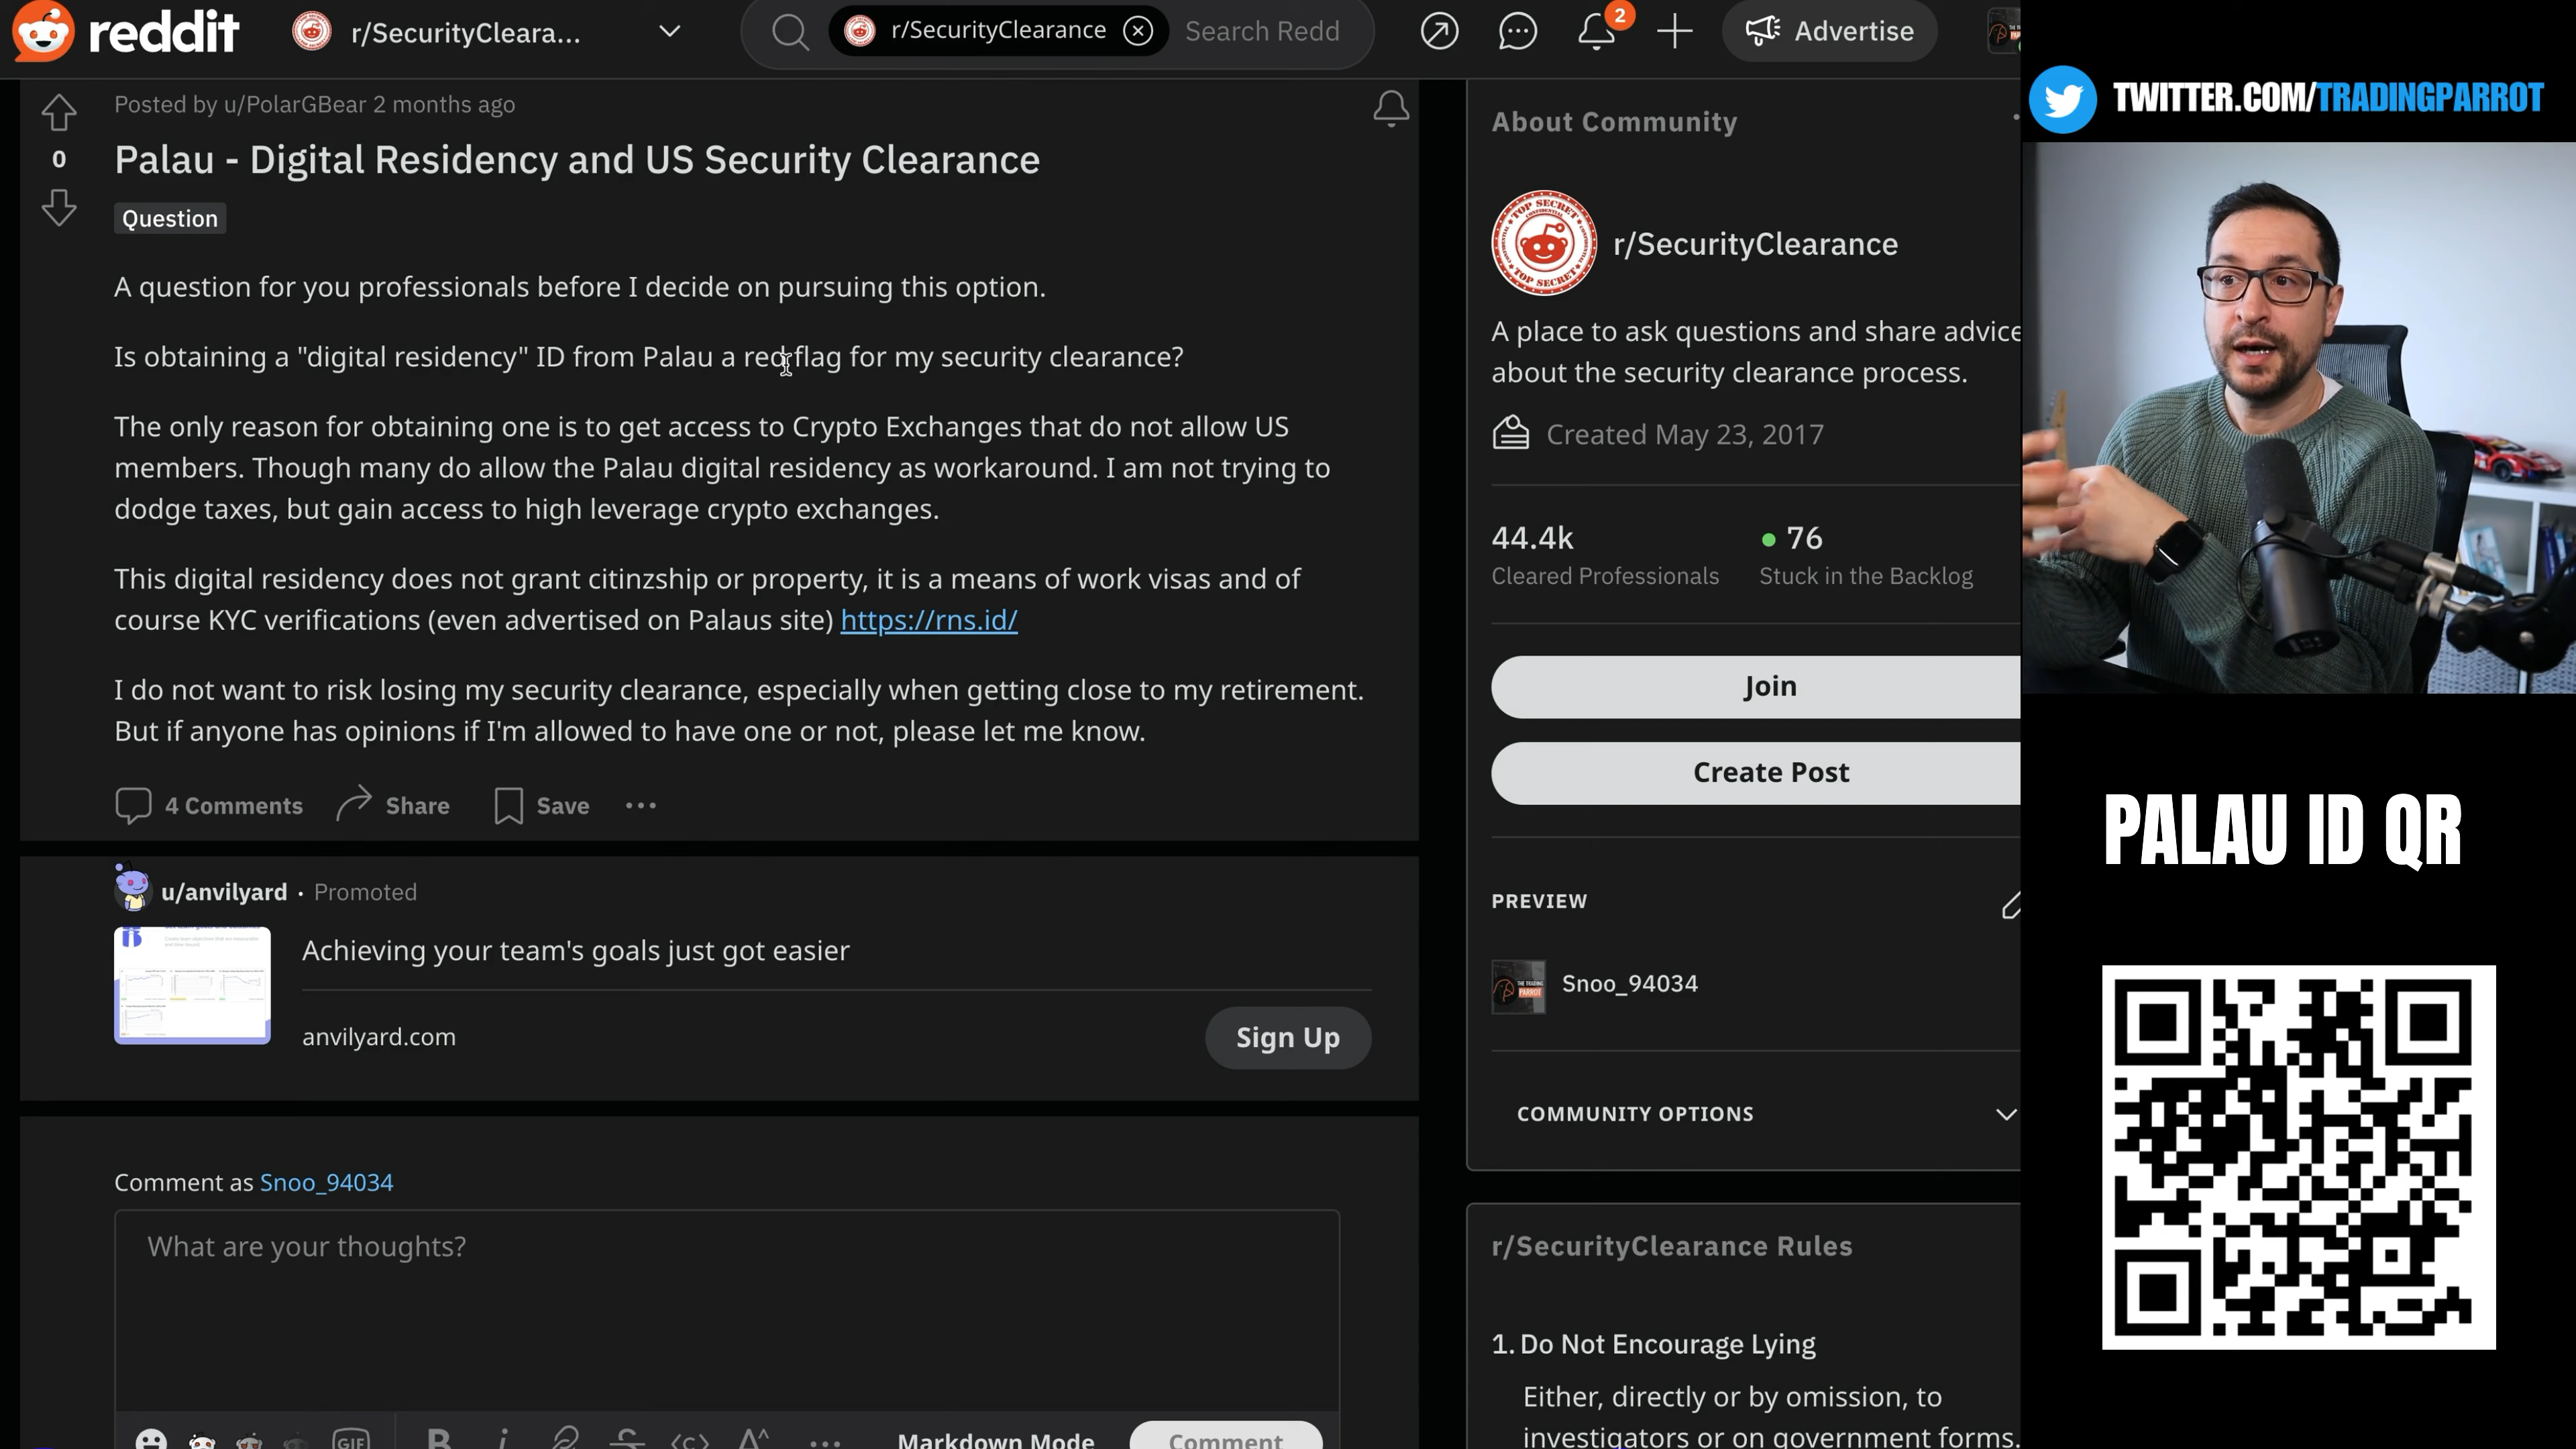 reddit
r/SecurityCleara...
r/SecurityClearance
Search Redd
2
Advertise
Posted by u/PolarGBear 2 months ago
0
Palau - Digital Residency and US Security Clearance
Question
A question for you professionals before I decide on pursuing this option.
Is obtaining a "digital residency" ID from Palau a red flag for my security clearance?
The only reason for obtaining one is to get access to Crypto Exchanges that do not allow US
members. Though many do allow the Palau digital residency as workaround. I am not trying to
dodge taxes, but gain access to high leverage crypto exchanges.
This digital residency does not grant citinzship or property, it is a means of work visas and of
course KYC verifications (even advertised on Palaus site) https://rns.id/
I do not want to risk losing my security clearance, especially when getting close to my retirement.
But if anyone has opinions if I'm allowed to have one or not, please let me know.
4 Comments
Share
Save
u/anvilyard · Promoted
Achieving your team's goals just got easier
anvilyard.com
Sign Up
Comment as Snoo_94034
What are your thoughts?
GIF
Markdown Mode
Comment
About Community
TOP SECRET
CONFIDENTIAL
TOP SECRET
r/SecurityClearance
A place to ask questions and share advice
about the security clearance process.
Created May 23, 2017
44.4k
Cleared Professionals
76
Stuck in the Backlog
Join
Create Post
PREVIEW
THE TRADING
PARROT
Snoo_94034
COMMUNITY OPTIONS
r/SecurityClearance Rules
1. Do Not Encourage Lying
Either, directly or by omission, to
investigators or on government forms.
TWITTER.COM/TRADINGPARROT
PALAU ID QR